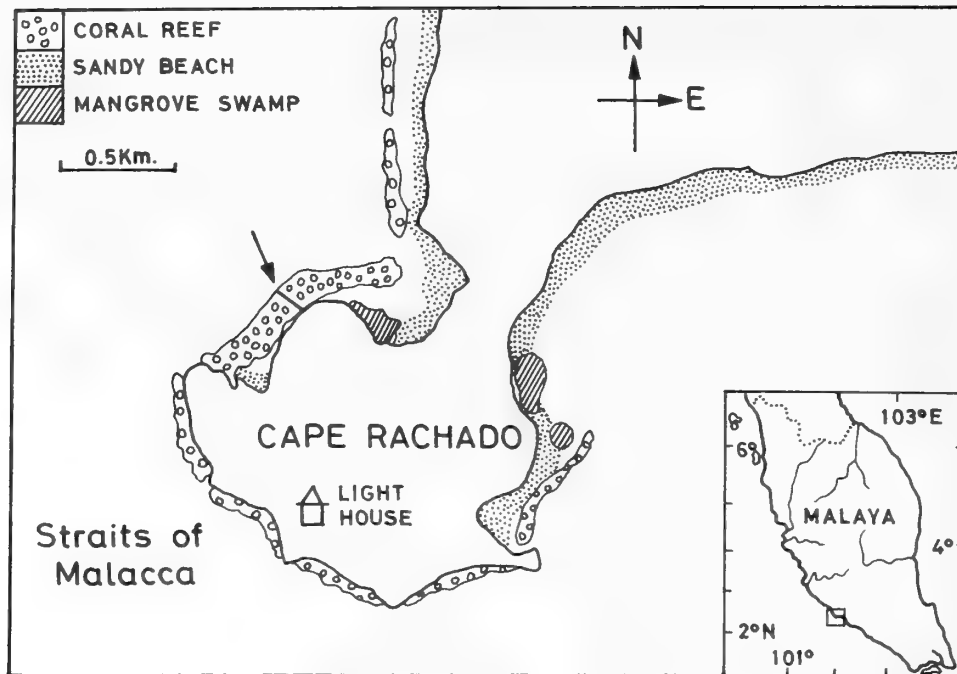 CORAL REEF
SANDY BEACH
MANGROVE SWAMP
0.5Km.
N
E
CAPE RACHADO
LIGHT
HOUSE
Straits of
Malacca
103°E
6°
MALAYA
4°
2°N
101°